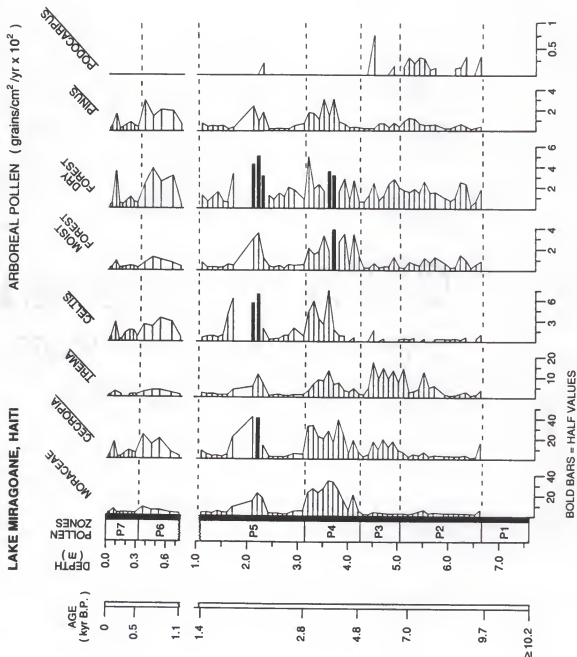 LAKE MIRAGOANE, HAITI
ARBOREAL POLLEN (grains/cm²/yr x 10²)
AGE
(kyr B.P.)
0
0.5
1.1
1.4
2.8
4.8
7.0
9.7
≥10.2
DEPTH
(m)
0.0
0.3
0.6
1.0
2.0
3.0
4.0
5.0
6.0
7.0
POLLEN
ZONES
P7
P6
P5
P4
P3
P2
P1
MORACEAE
20
40
CECROPIA
20
40
TREMA
10
20
CELTIS
3
6
MOIST
FOREST
2
4
DRY
FOREST
2
4
6
PINUS
2
4
PODOCARPUS
0.5
1
BOLD BARS = HALF VALUES